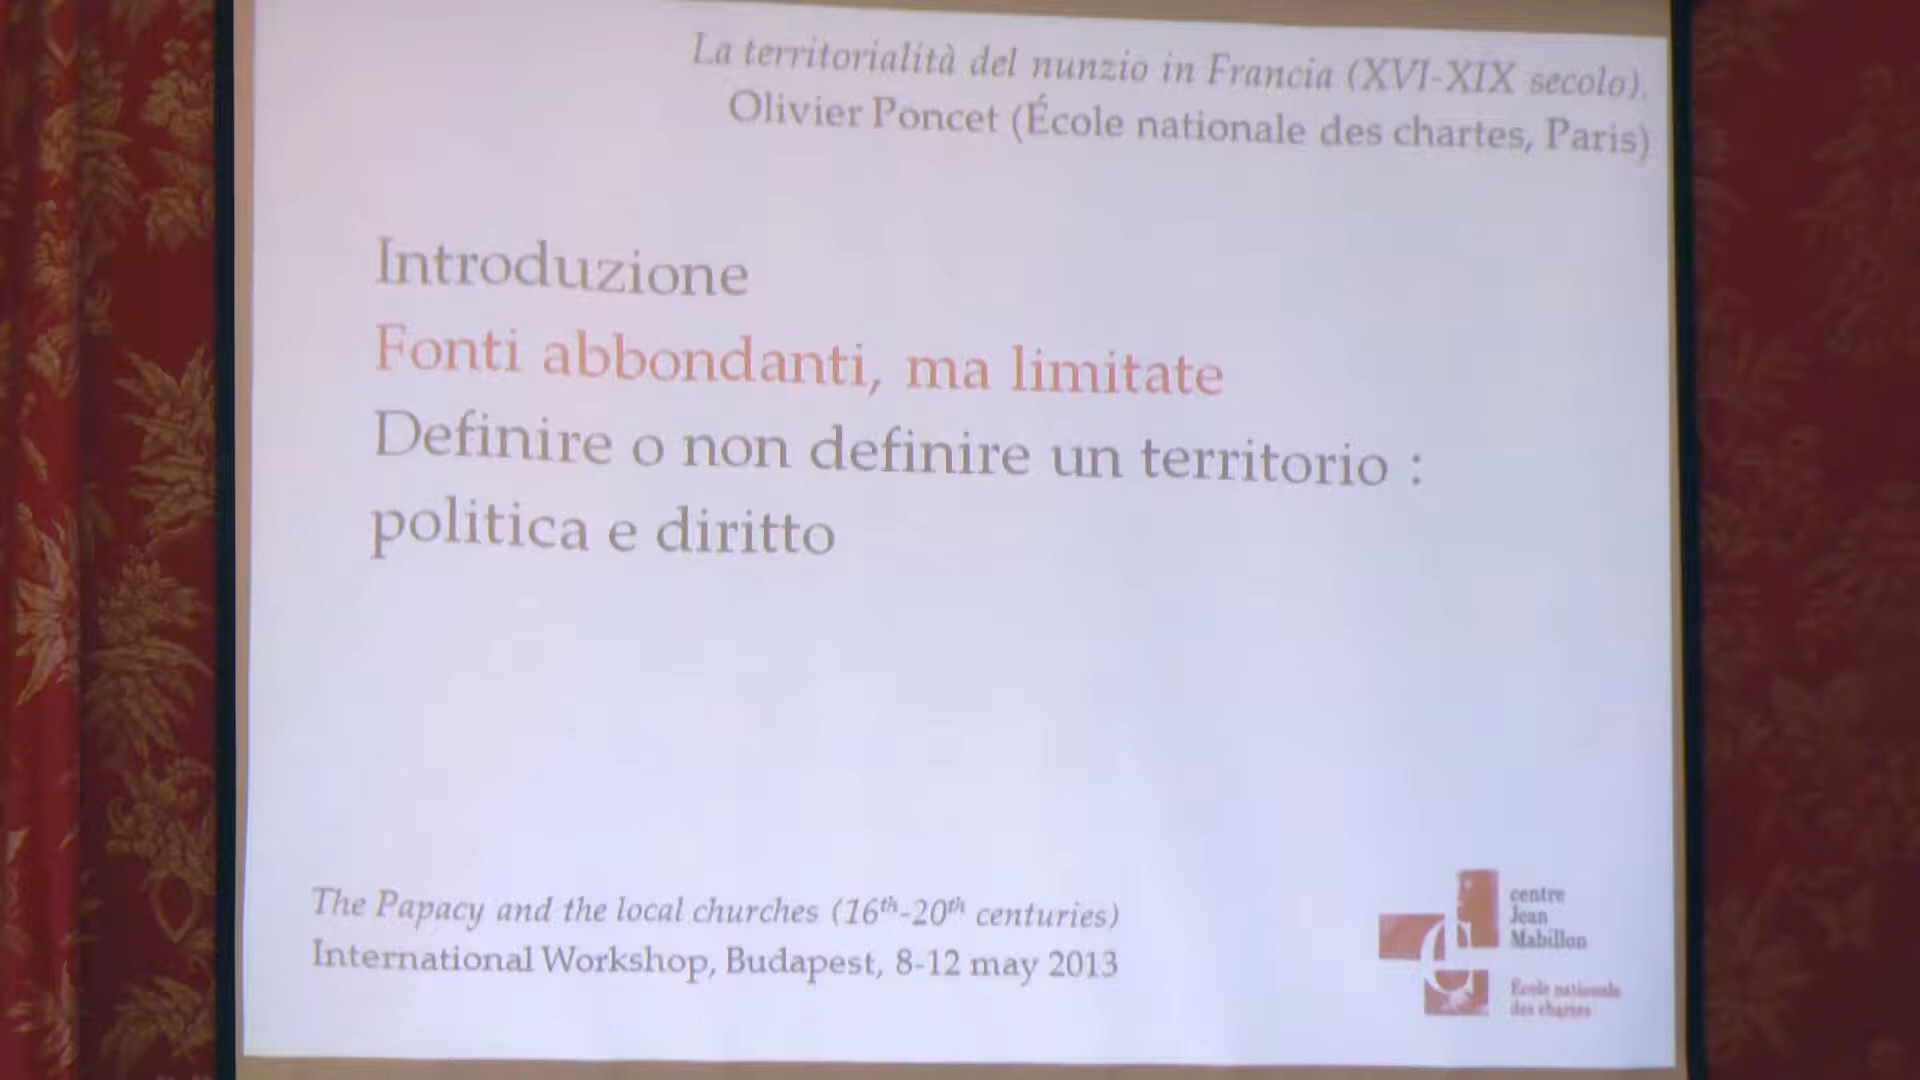 La territorialità del nunzio in Francia (XVI-XIX secolo).
Olivier Poncet (École nationale des chartes, Paris)
Introduzione
Fonti abbondanti, ma limitate
Definire o non definire un territorio :
politica e diritto
The Papacy and the local churches (16th-20th centuries)
International Workshop, Budapest, 8-12 may 2013
centre
Jean
Mabillon
École nationale
des chartes